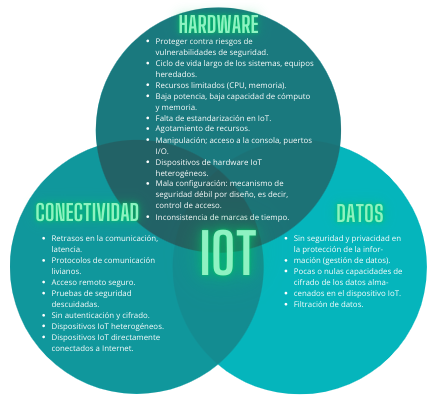 HARDWARE
• Proteger contra riesgos de
vulnerabilidades de seguridad.
• Ciclo de vida largo de los sistemas, equipos
heredados.
• Recursos limitados (CPU, memoria).
• Baja potencia, baja capacidad de cómputo
y memoria.
• Falta de estandarización en IoT.
• Agotamiento de recursos.
• Manipulación; acceso a la consola, puertos
I/O.
• Dispositivos de hardware IoT
heterogéneos.
• Mala configuración: mecanismo de
seguridad débil por diseño, es decir,
control de acceso.
• Inconsistencia de marcas de tiempo.
CONECTIVIDAD
• Retrasos en la comunicación,
latencia.
• Protocolos de comunicación
livianos.
• Acceso remoto seguro.
• Pruebas de seguridad
descuidadas.
• Sin autenticación y cifrado.
• Dispositivos IoT heterogéneos.
• Dispositivos IoT directamente
conectados a Internet.
IOT
DATOS
• Sin seguridad y privacidad en
la protección de la infor-
• mación (gestión de datos).
• Pocas o nulas capacidades de
cifrado de los datos alma-
• cenados en el dispositivo IoT.
• Filtración de datos.